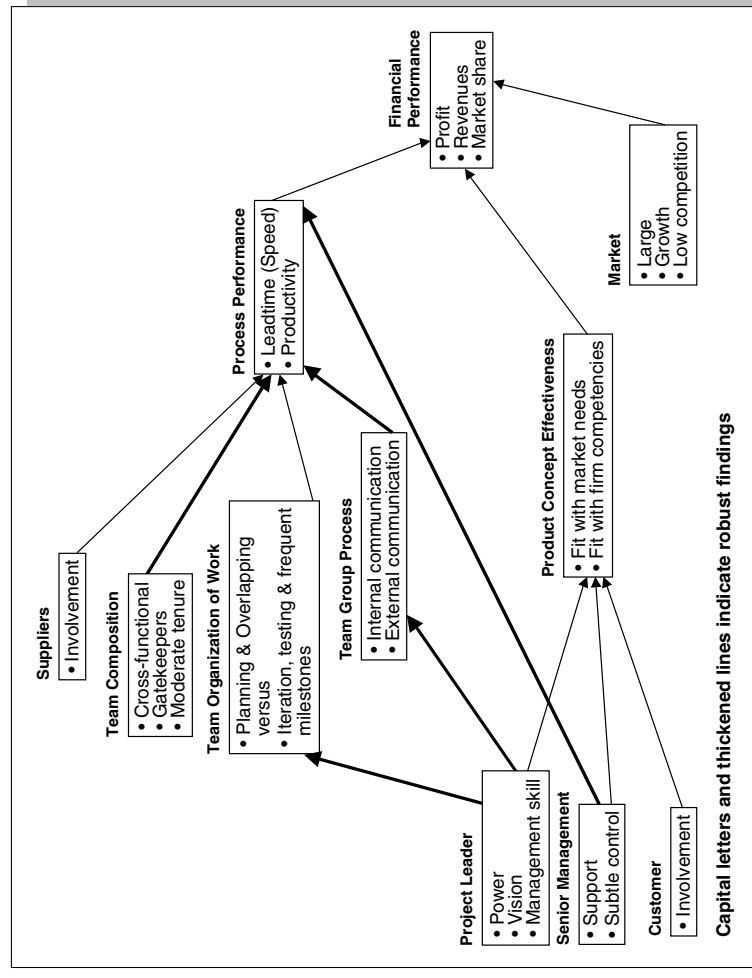 Suppliers
• Involvement
Team Composition
• Cross-functional
• Gatekeepers
• Moderate tenure
Team Organization of Work
• Planning & Overlapping
versus
• Iteration, testing & frequent
milestones
Team Group Process
• Internal communication
• External communication
Project Leader
• Power
• Vision
• Management skill
Senior Management
• Support
• Subtle control
Customer
• Involvement
Process Performance
• Leadtime (Speed)
• Productivity
Product Concept Effectiveness
• Fit with market needs
• Fit with firm competencies
Financial
Performance
• Profit
• Revenues
• Market share
Market
• Large
• Growth
• Low competition
Capital letters and thickened lines indicate robust findings